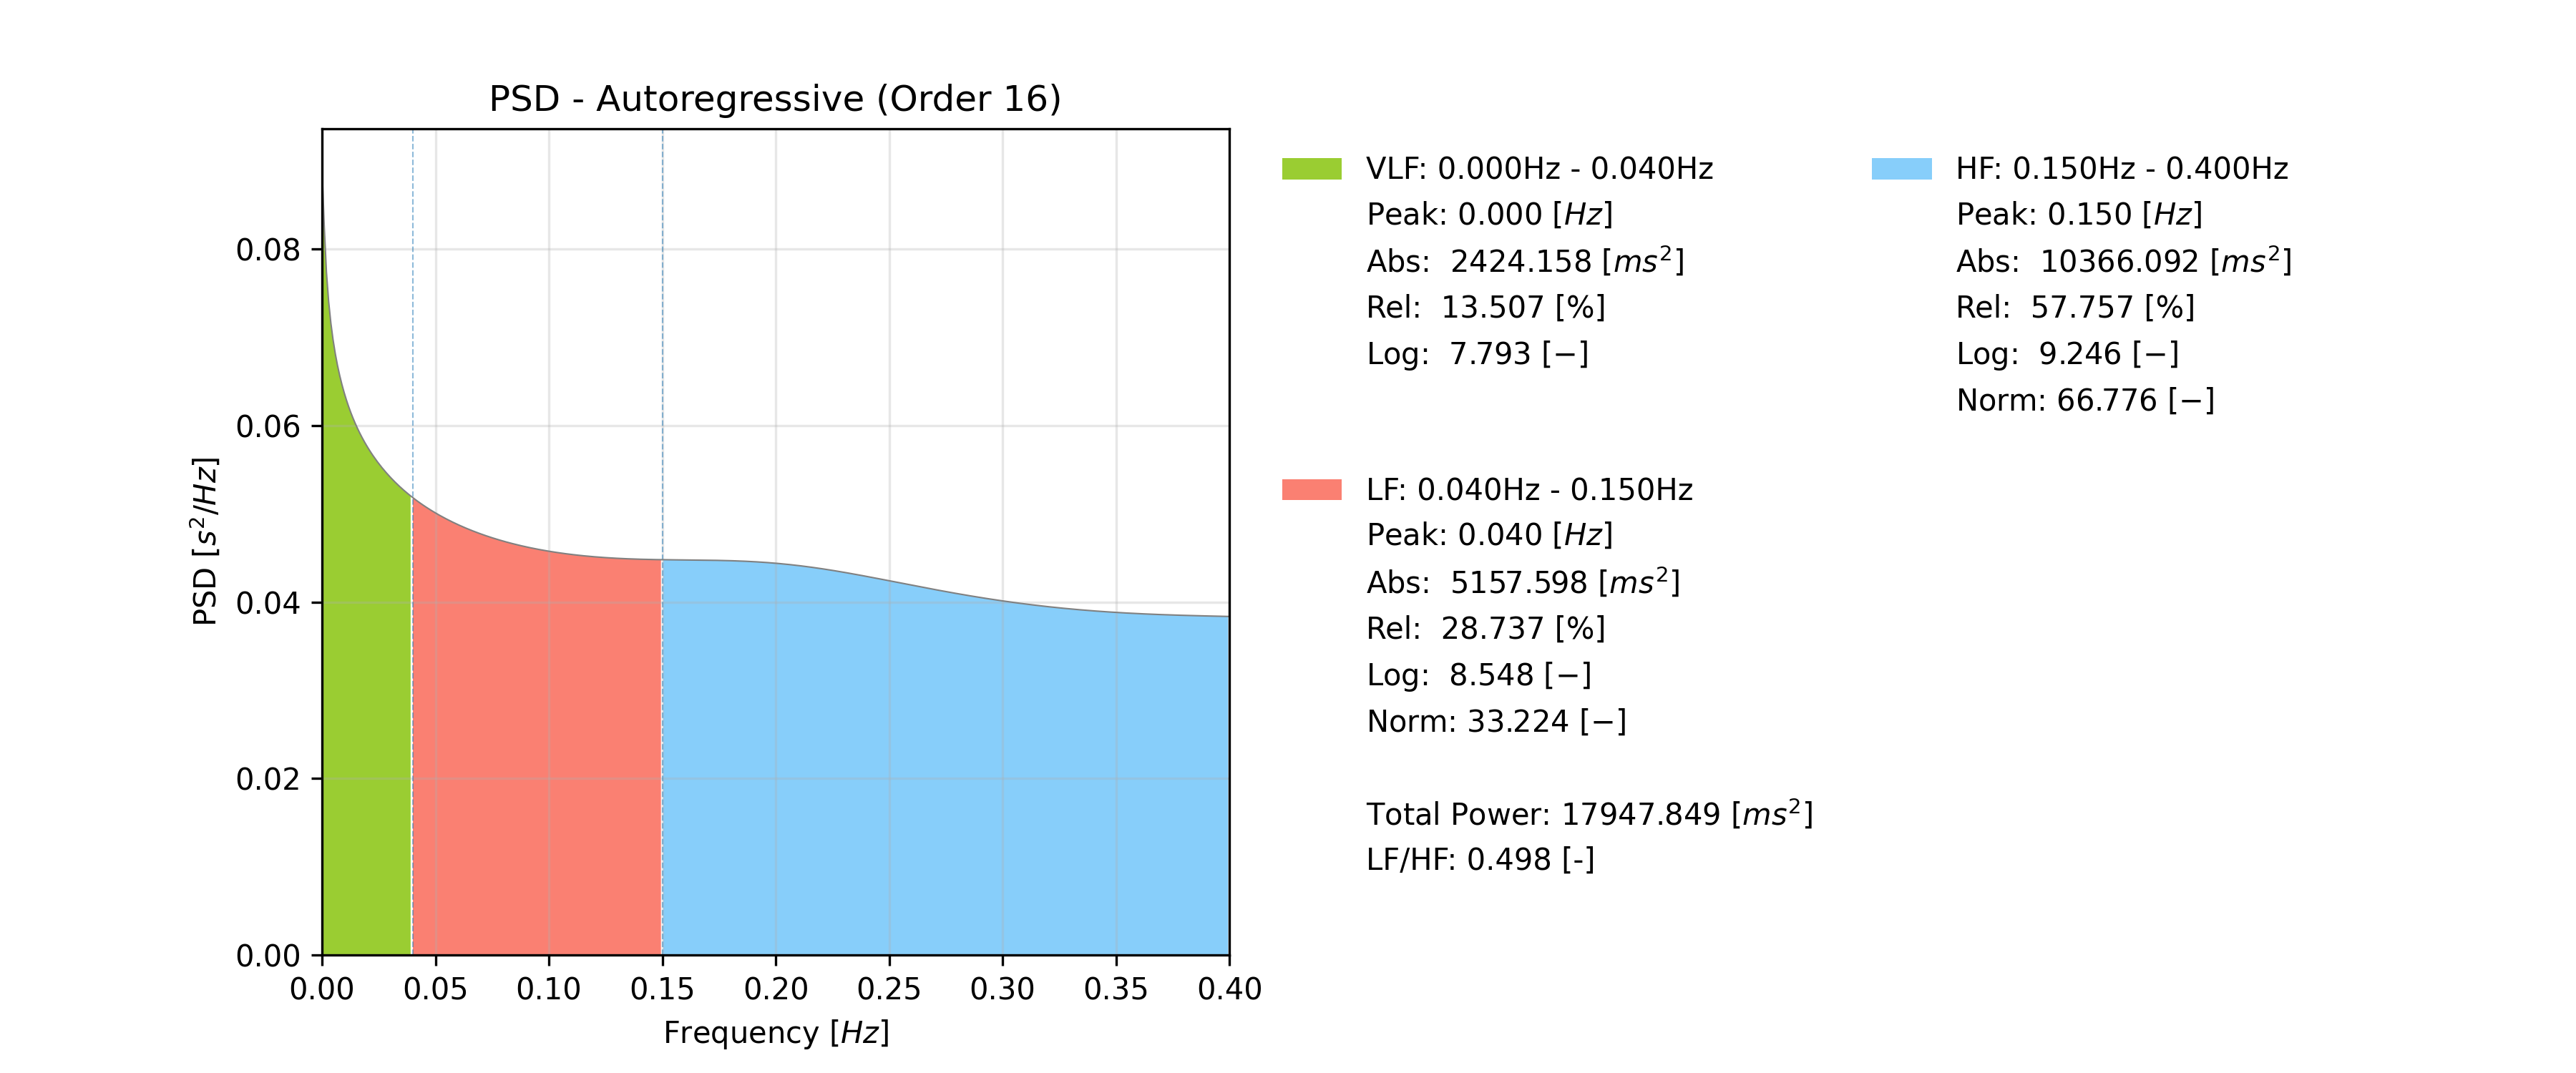 PSD - Autoregressive (Order 16)
PSD [s²/Hz]
0.08
0.06
0.04
0.02
0.00
0.00 0.05 0.10 0.15 0.20 0.25 0.30 0.35 0.40
Frequency [Hz]
VLF: 0.000Hz - 0.040Hz
Peak: 0.000 [Hz]
Abs: 2424.158 [ms²]
Rel: 13.507 [%]
Log: 7.793 [−]
LF: 0.040Hz - 0.150Hz
Peak: 0.040 [Hz]
Abs: 5157.598 [ms²]
Rel: 28.737 [%]
Log: 8.548 [−]
Norm: 33.224 [−]
Total Power: 17947.849 [ms²]
LF/HF: 0.498 [-]
HF: 0.150Hz - 0.400Hz
Peak: 0.150 [Hz]
Abs: 10366.092 [ms²]
Rel: 57.757 [%]
Log: 9.246 [−]
Norm: 66.776 [−]